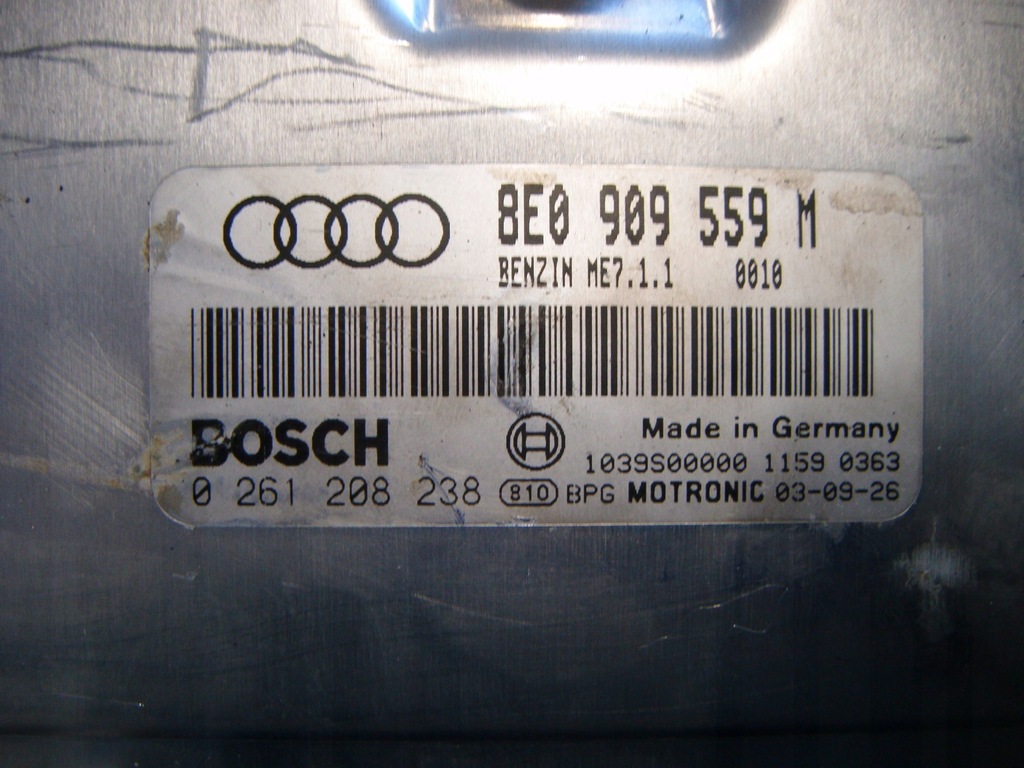 8E0 909 559 M
BENZIN ME7.1.1 0010
BOSCH
Made in Germany
1039S00000 1159 0363
0 261 208 238 810 BPG MOTRONIC 03-09-26